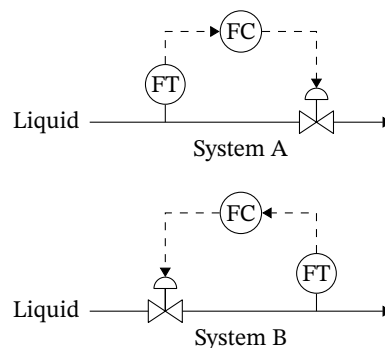 FC
FT
Liquid
System A
FC
FT
Liquid
System B